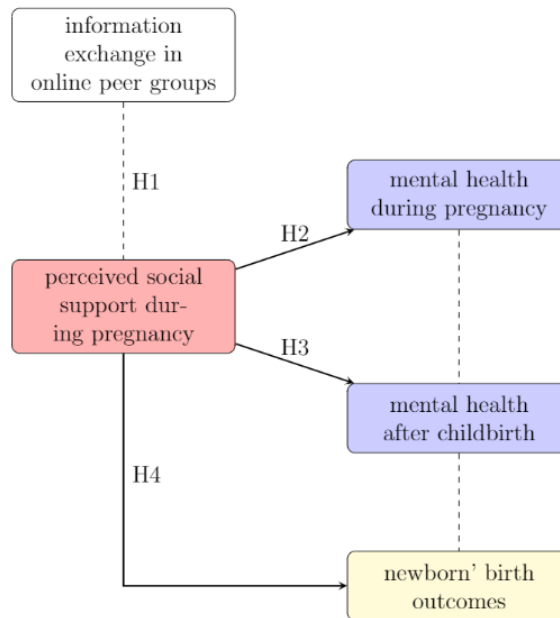 information
exchange in
online peer groups
H1
mental health
during pregnancy
H2
perceived social
support dur-
ing pregnancy
H3
mental health
after childbirth
H4
newborn' birth
outcomes